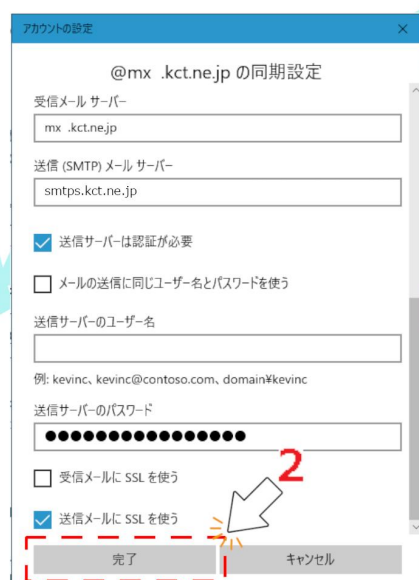 アカウントの設定
@mx .kct.ne.jp の同期設定
受信メール サーバー
mx .kct.ne.jp
送信 (SMTP) メール サーバー
smtps.kct.ne.jp
送信サーバーは認証が必要
メールの送信に同じユーザー名とパスワードを使う
送信サーバーのユーザー名
例: kevinc、kevinc@contoso.com、domain¥kevinc
送信サーバーのパスワード
●●●●●●●●●●●●●●●●
受信メールに SSL を使う
2
送信メールに SSL を使う
完了 キャンセル